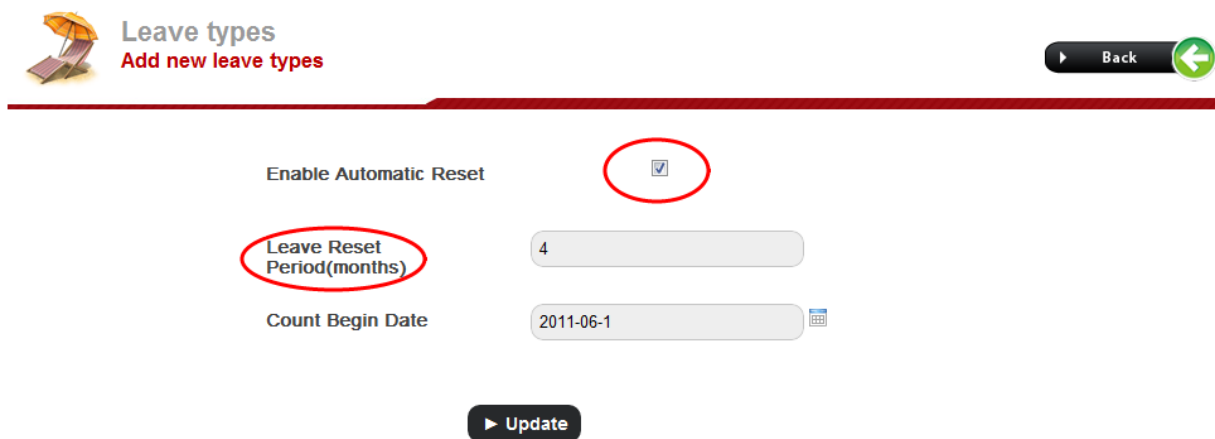 Leave types
Add new leave types
Back
Enable Automatic Reset
Leave Reset
Period(months)
4
Count Begin Date
2011-06-1
Update